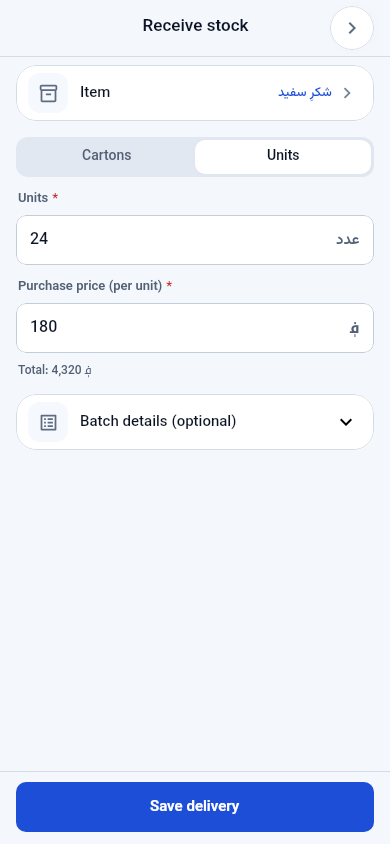 Receive stock
Item شکرِ سفید
Cartons Units
Units *
24 عدد
Purchase price (per unit) *
180 ؋
Total: 4,320 ؋
Batch details (optional)
Save delivery